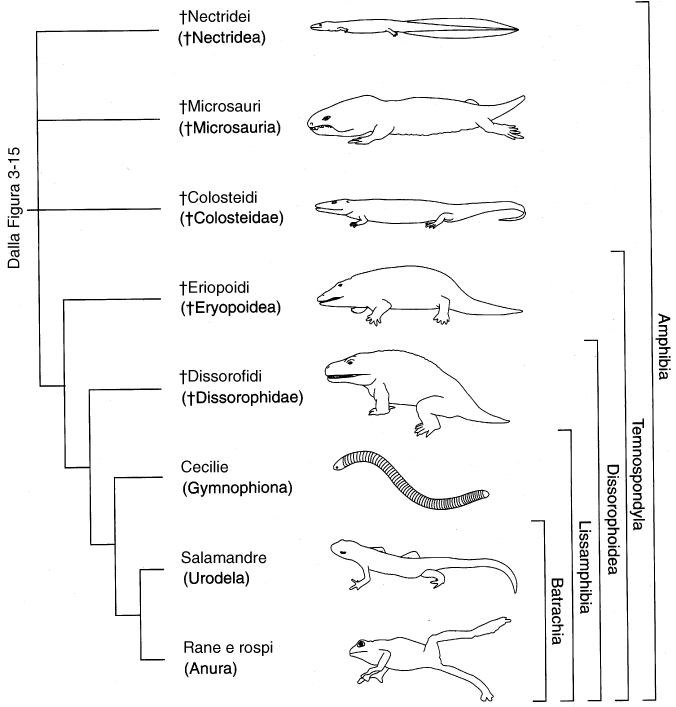 †Nectridei
(†Nectridea)
†Microsauri
(†Microsauria)
Dalla Figura 3-15
†Colosteidi
(†Colosteidae)
†Eriopoidi
(†Eryopoidea)
†Dissorofidi
(†Dissorophidae)
Cecilie
(Gymnophiona)
Salamandre
(Urodela)
Rane e rospi
(Anura)
Batrachia
Lissamphibia
Dissorophoidea
Temnospondyla
Amphibia